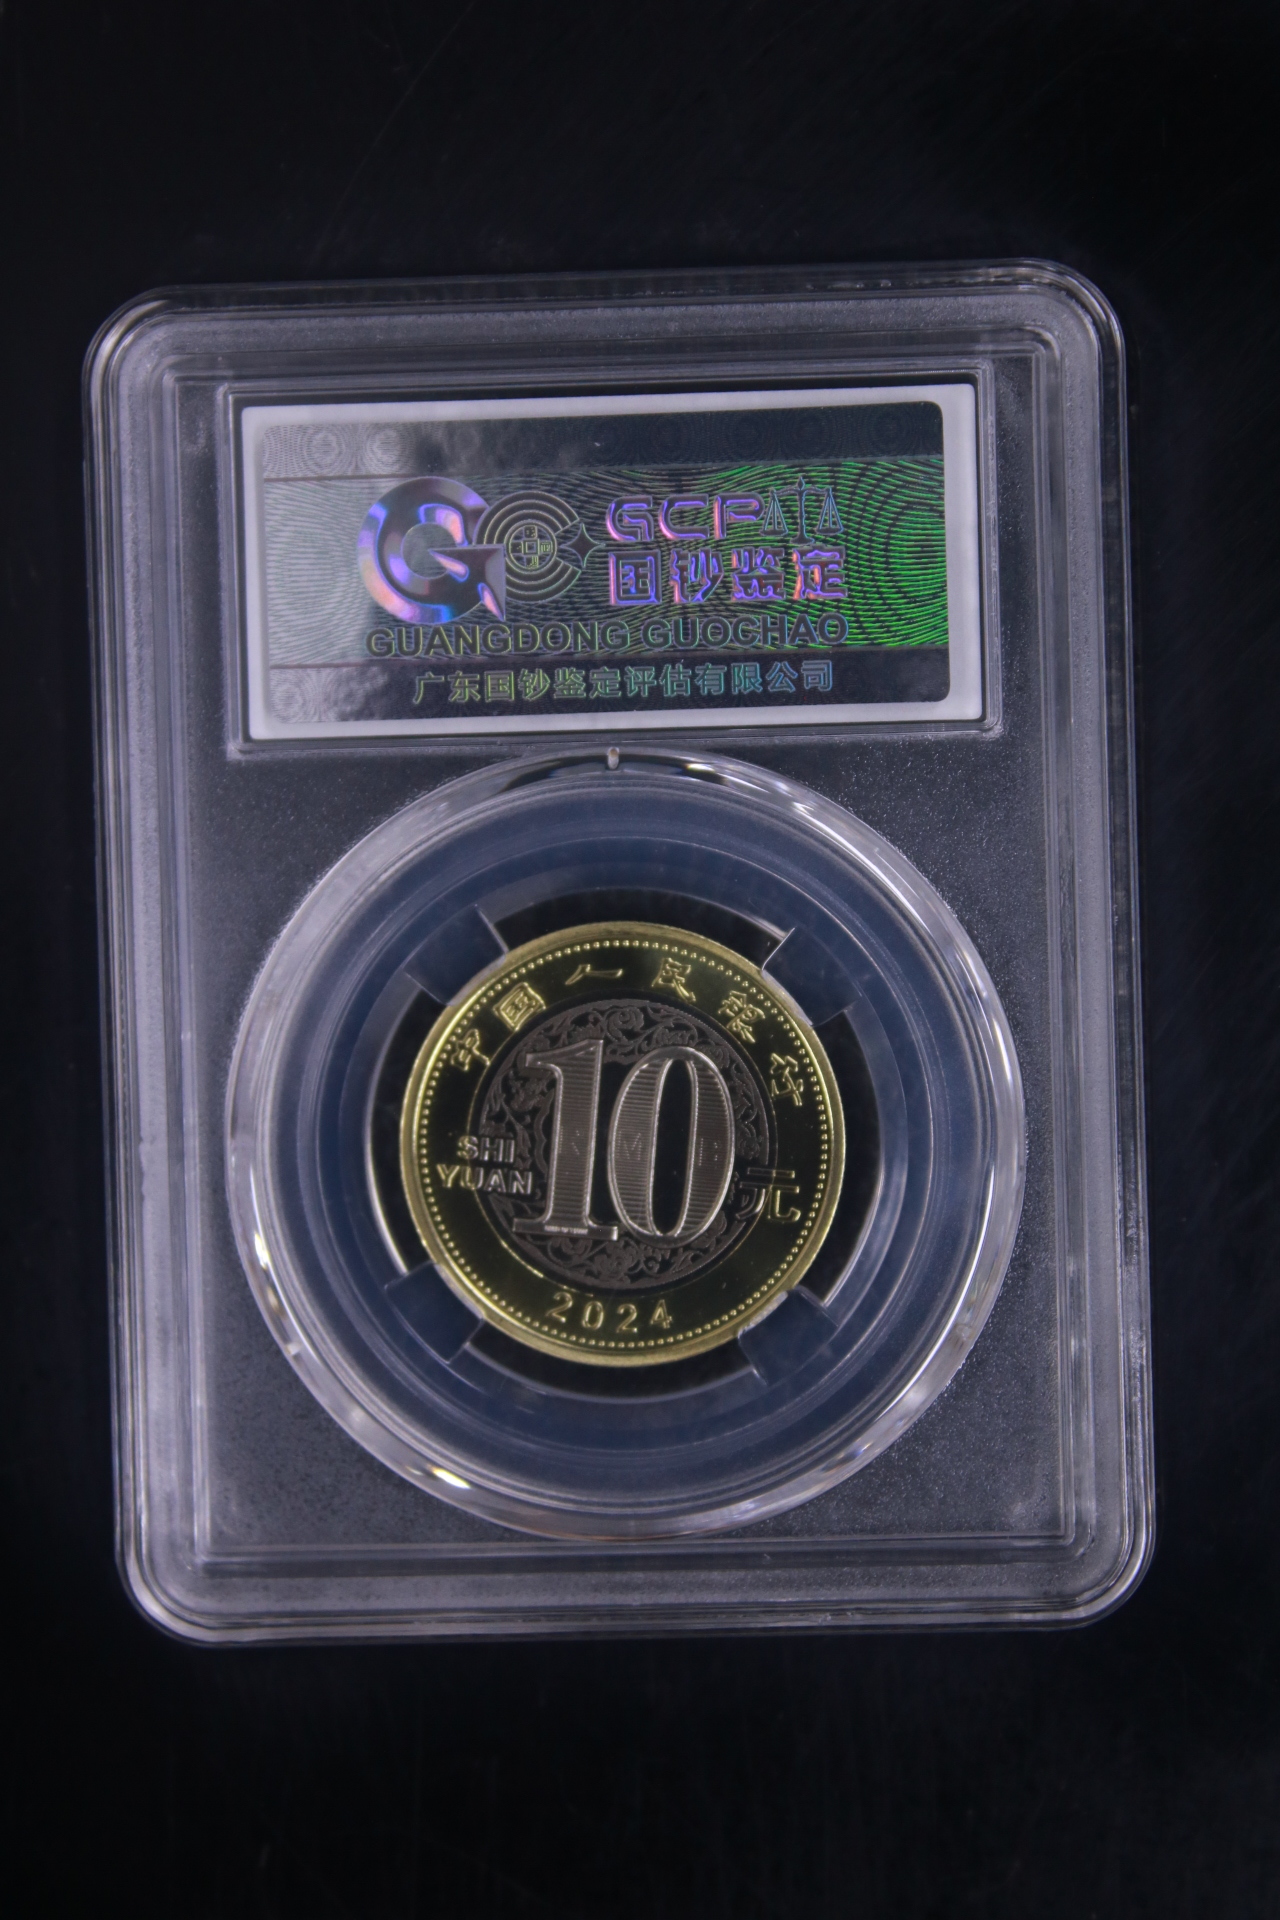 GCPA
国钞鉴定
GUANGDONG GUOCHAO
广东国钞鉴定评估有限公司
中国人民银行
10
RMB
SHI
YUAN
元
2024